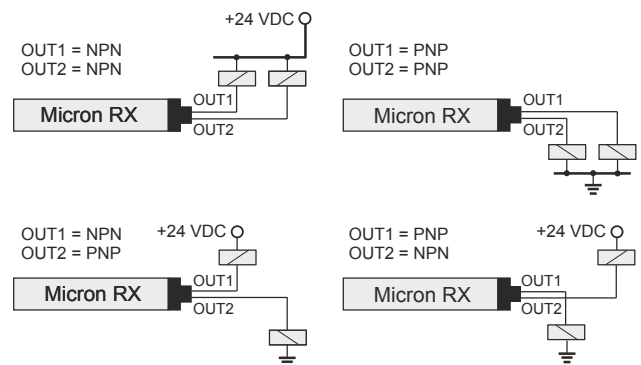 +24 VDC
OUT1 = NPN
OUT2 = NPN
OUT1
Micron RX
OUT2
OUT1 = PNP
OUT2 = PNP
OUT1
Micron RX
OUT2
OUT1 = NPN
+24 VDC
OUT2 = PNP
OUT1
Micron RX
OUT2
OUT1 = PNP
+24 VDC
OUT2 = NPN
OUT1
Micron RX
OUT2